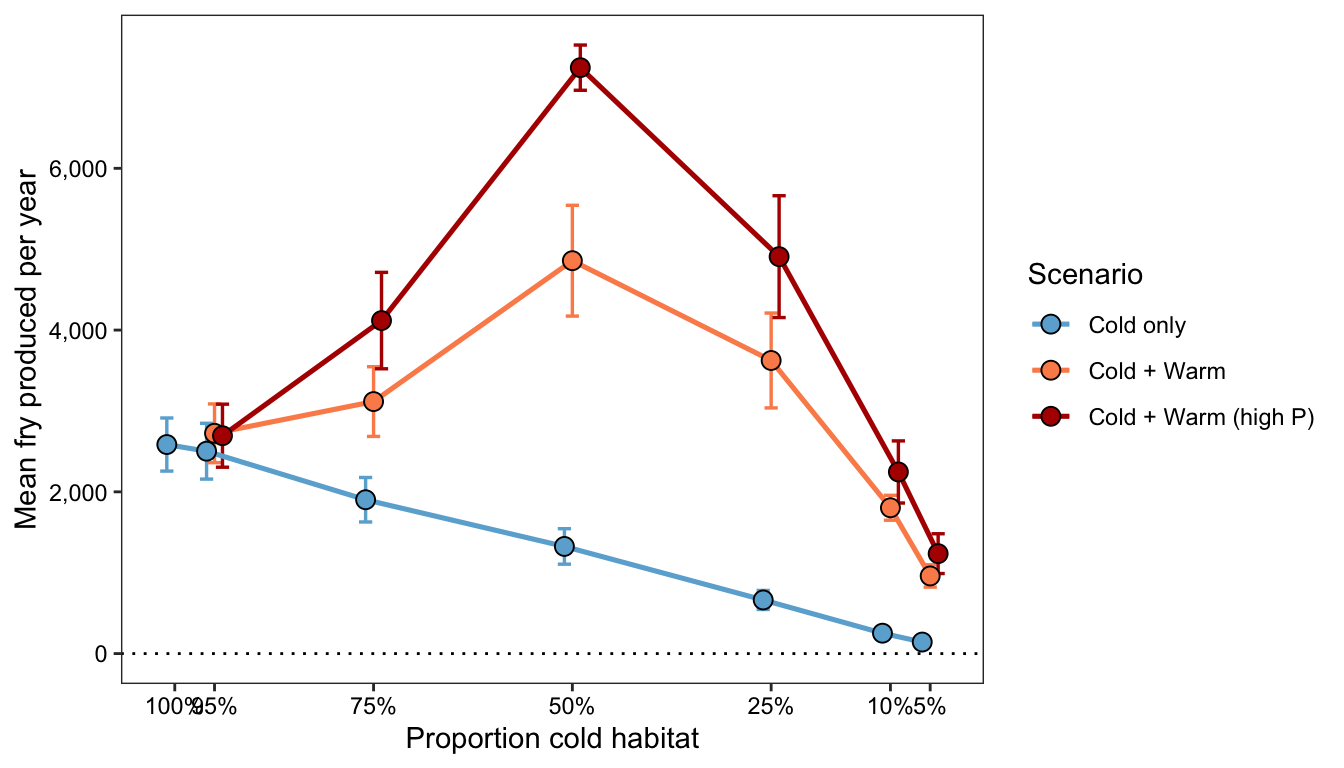 Mean fry produced per year
6,000
4,000
2,000
0
100% 95% 75% 50% 25% 10% 5%
Proportion cold habitat
Scenario
Cold only
Cold + Warm
Cold + Warm (high P)